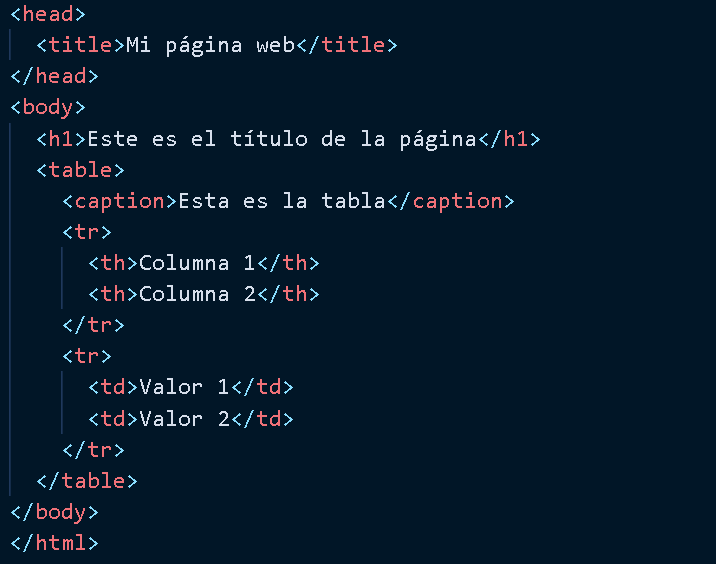 <head>
<title>Mi página web</title>
</head>
<body>
<h1>Este es el título de la página</h1>
<table>
<caption>Esta es la tabla</caption>
<tr>
<th>Columna 1</th>
<th>Columna 2</th>
</tr>
<tr>
<td>Valor 1</td>
<td>Valor 2</td>
</tr>
</table>
</body>
</html>